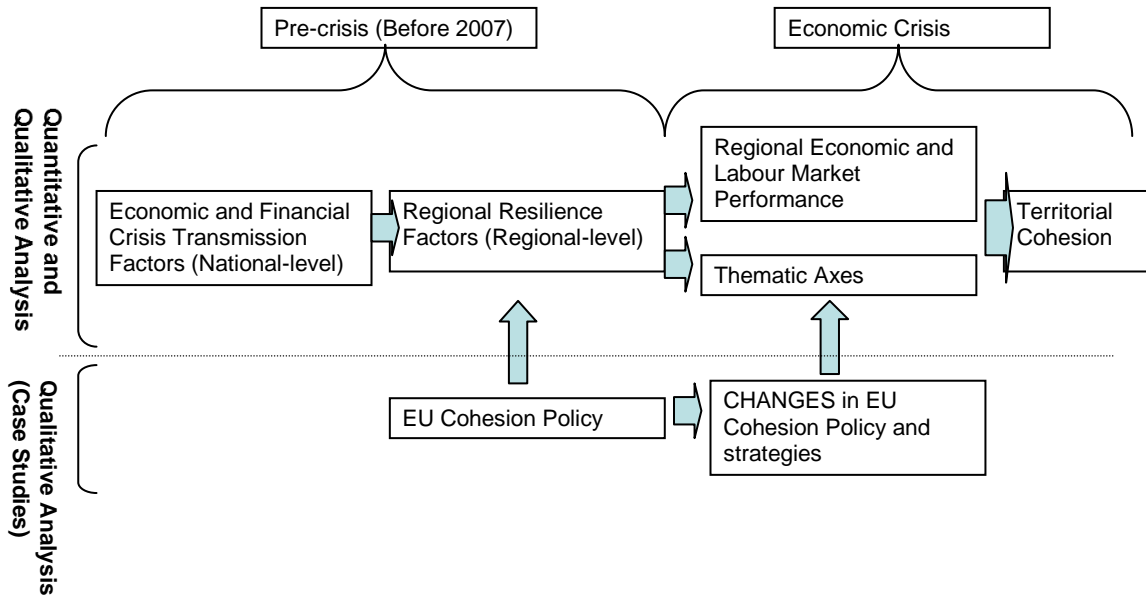 Pre-crisis (Before 2007)
Economic Crisis
Quantitative and
Qualitative Analysis
Economic and Financial
Crisis Transmission
Factors (National-level)
Regional Resilience
Factors (Regional-level)
Regional Economic and
Labour Market
Performance
Thematic Axes
Territorial
Cohesion
Qualitative Analysis
(Case Studies)
EU Cohesion Policy
CHANGES in EU
Cohesion Policy and
strategies